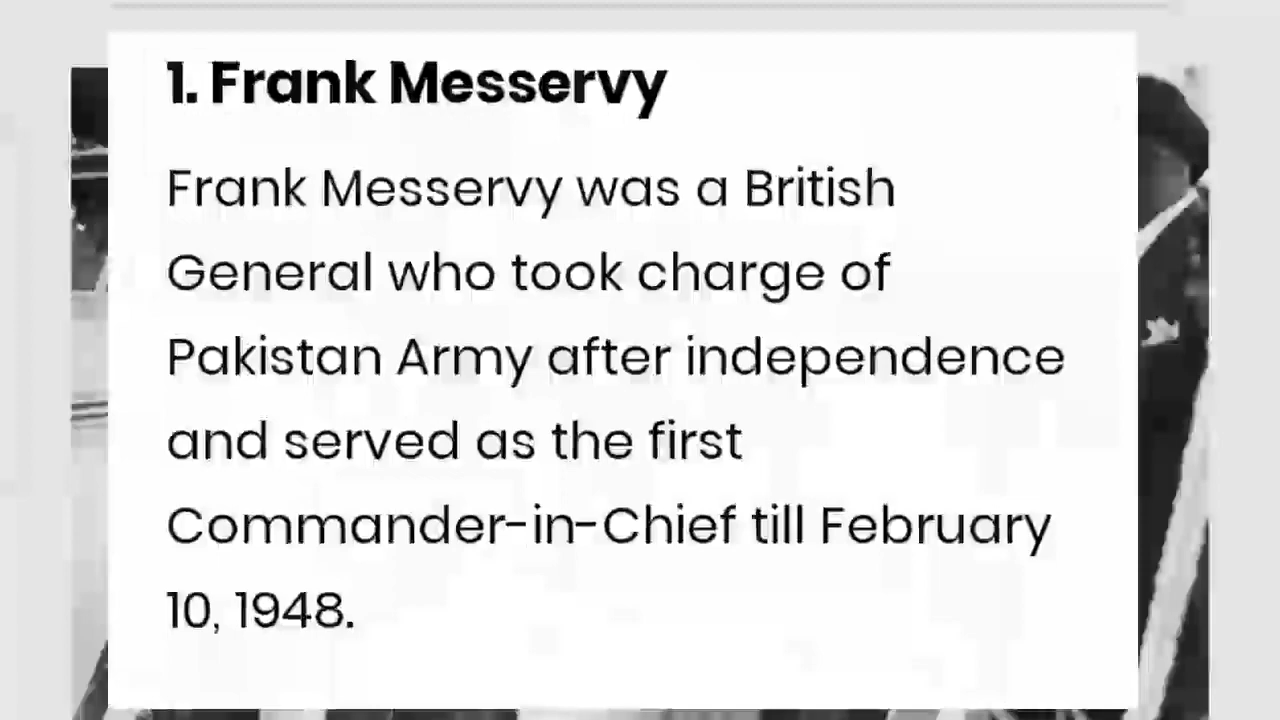 1. Frank Messervy
Frank Messervy was a British
General who took charge of
Pakistan Army after independence
and served as the first
Commander-in-Chief till February
10, 1948.